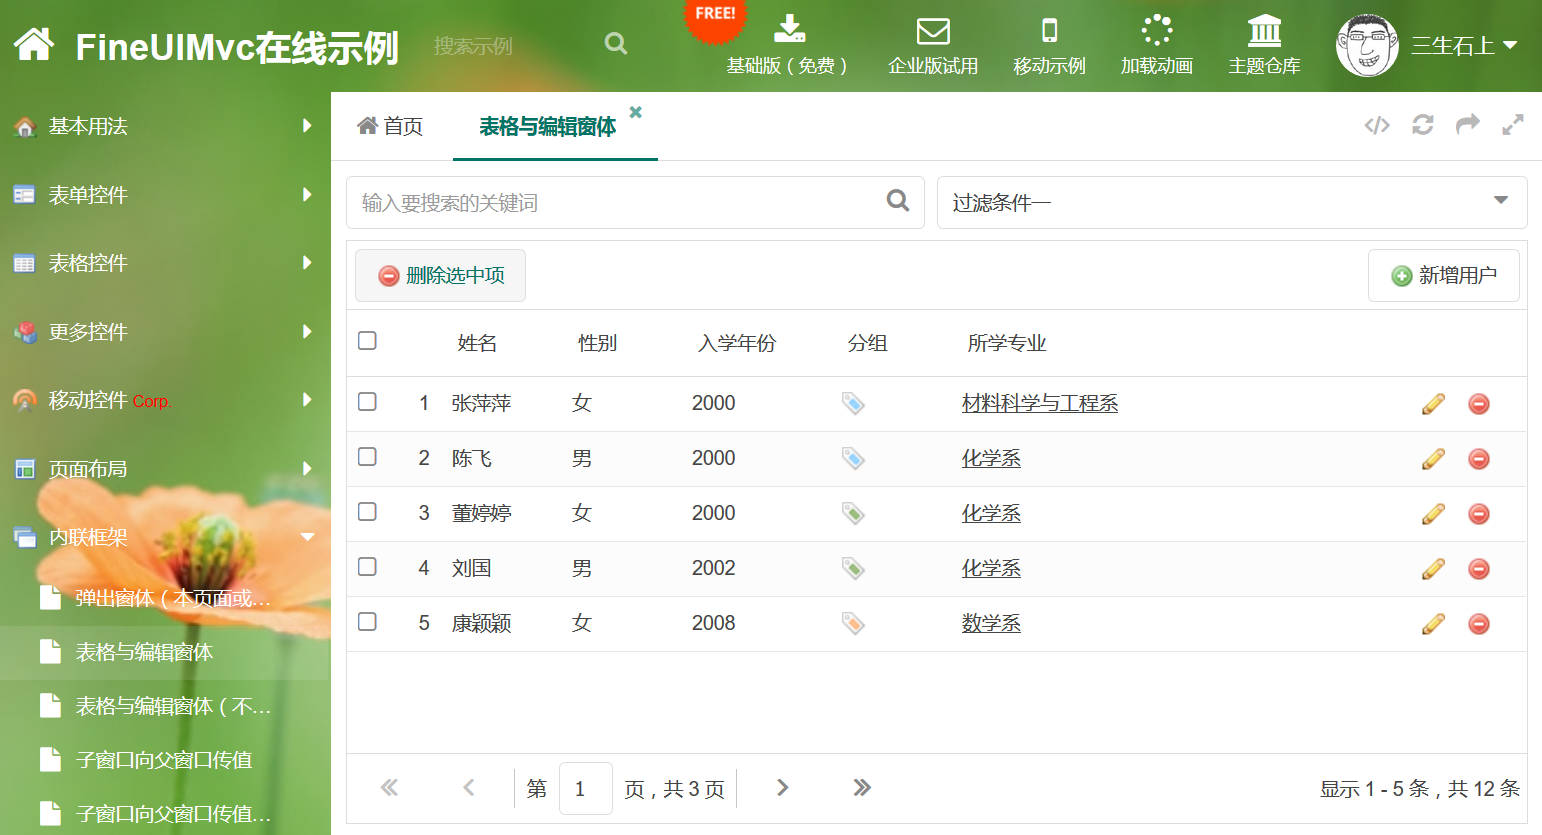 FineUIMvc在线示例
搜索示例
FREE!
基础版（免费）
企业版试用
移动示例
加载动画
主题仓库
三生石上
基本用法
表单控件
表格控件
更多控件
移动控件 Corp.
页面布局
内联框架
弹出窗体（本页面或...
表格与编辑窗体
表格与编辑窗体（不...
子窗口向父窗口传值
子窗口向父窗口传值...
首页 表格与编辑窗体
输入要搜索的关键词 过滤条件一
删除选中项 新增用户
姓名 性别 入学年份 分组 所学专业
1 张萍萍 女 2000 材料科学与工程系
2 陈飞 男 2000 化学系
3 董婷婷 女 2000 化学系
4 刘国 男 2002 化学系
5 康颖颖 女 2008 数学系
第 1 页，共 3 页 显示 1 - 5 条，共 12 条